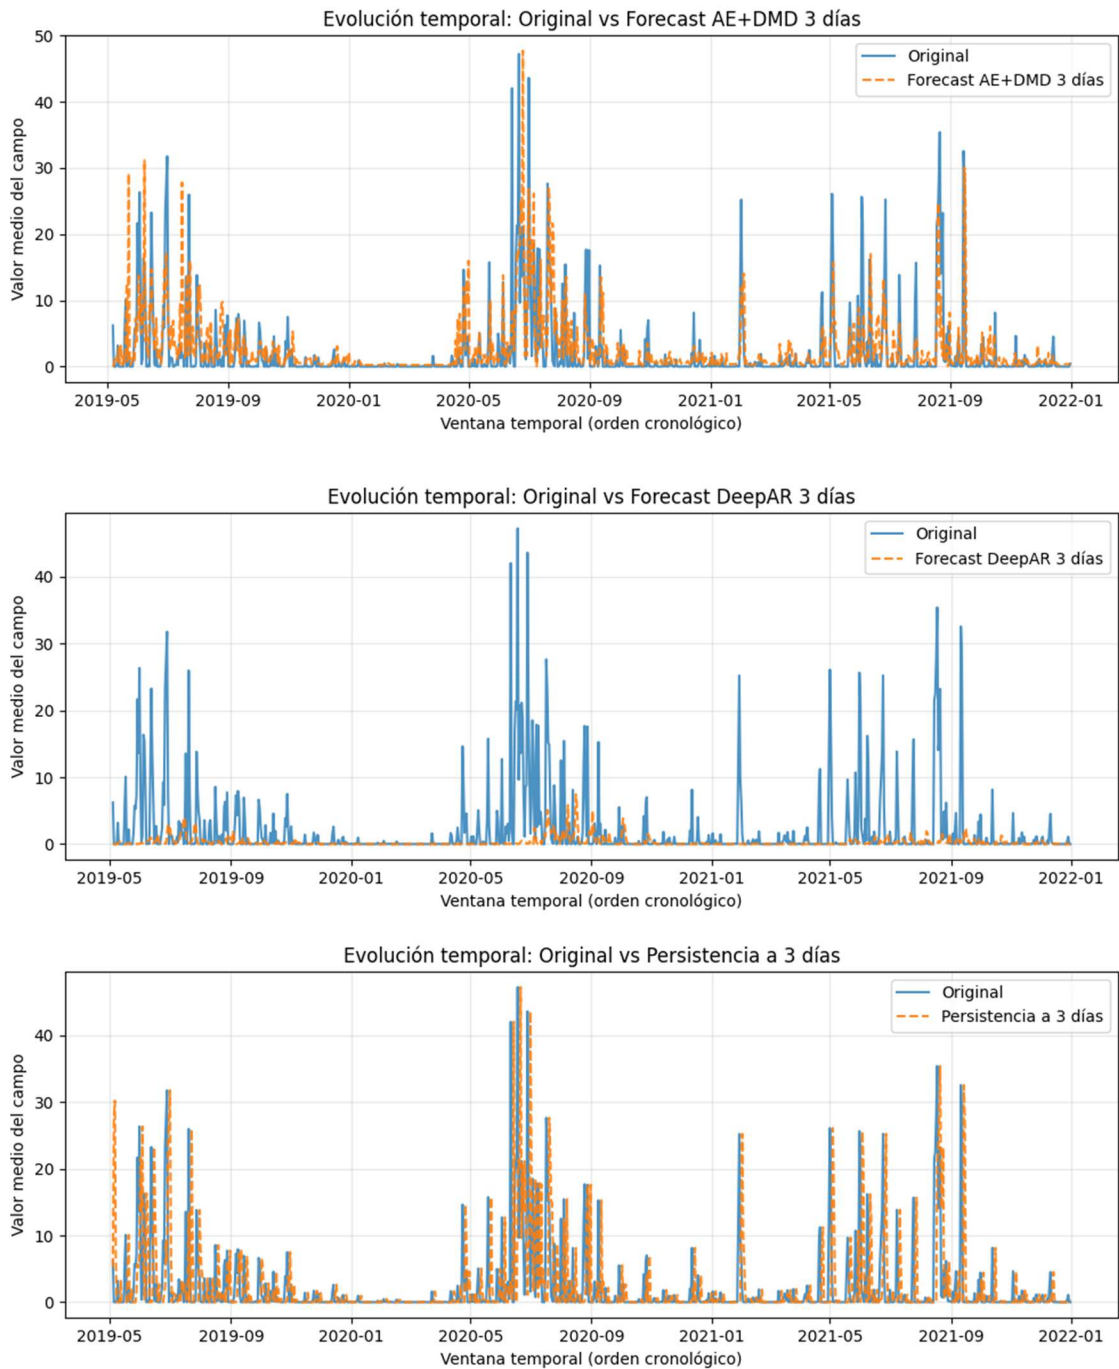 Evolución temporal: Original vs Forecast AE+DMD 3 días
Original
Forecast AE+DMD 3 días
Valor medio del campo
50
40
30
20
10
0
2019-05 2019-09 2020-01 2020-05 2020-09 2021-01 2021-05 2021-09 2022-01
Ventana temporal (orden cronológico)
Evolución temporal: Original vs Forecast DeepAR 3 días
Original
Forecast DeepAR 3 días
Valor medio del campo
40
30
20
10
0
2019-05 2019-09 2020-01 2020-05 2020-09 2021-01 2021-05 2021-09 2022-01
Ventana temporal (orden cronológico)
Evolución temporal: Original vs Persistencia a 3 días
Original
Persistencia a 3 días
Valor medio del campo
40
30
20
10
0
2019-05 2019-09 2020-01 2020-05 2020-09 2021-01 2021-05 2021-09 2022-01
Ventana temporal (orden cronológico)